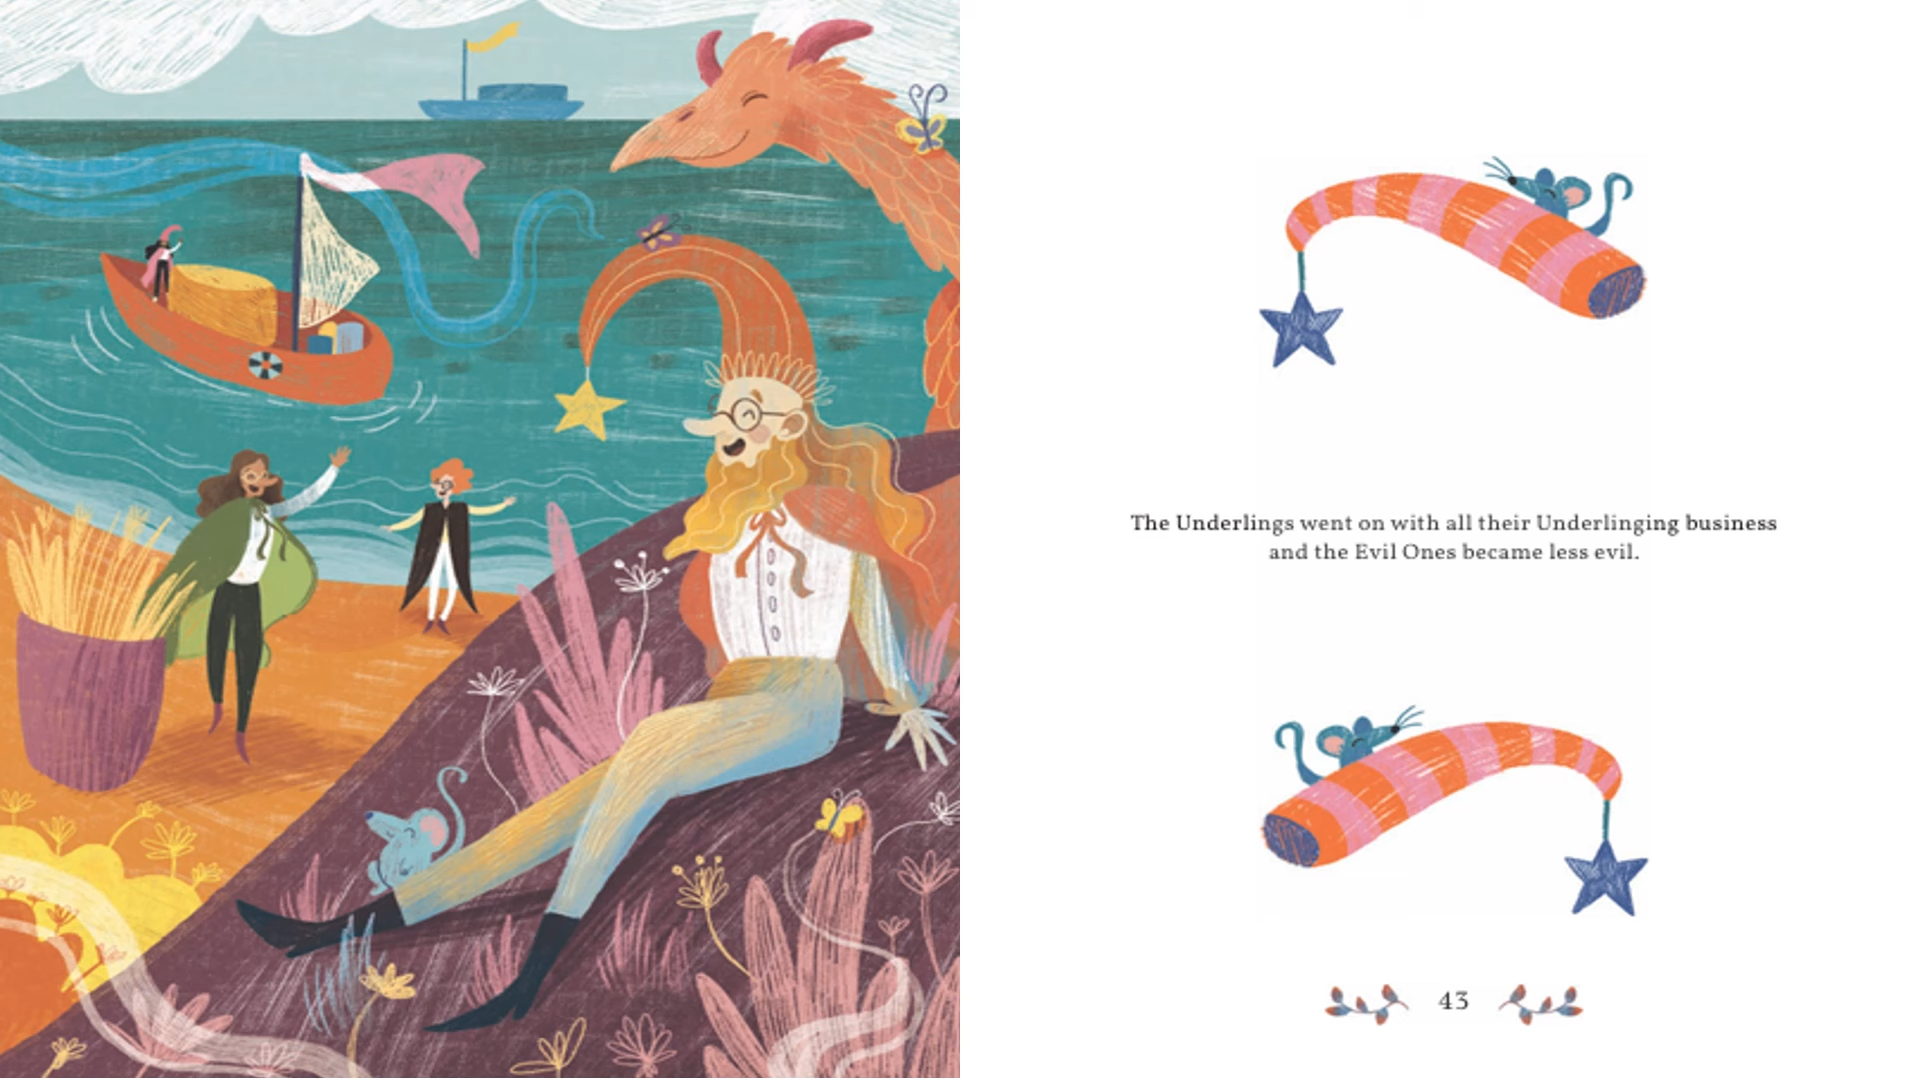 The Underlings went on with all their Underlinging business
and the Evil Ones became less evil.
43